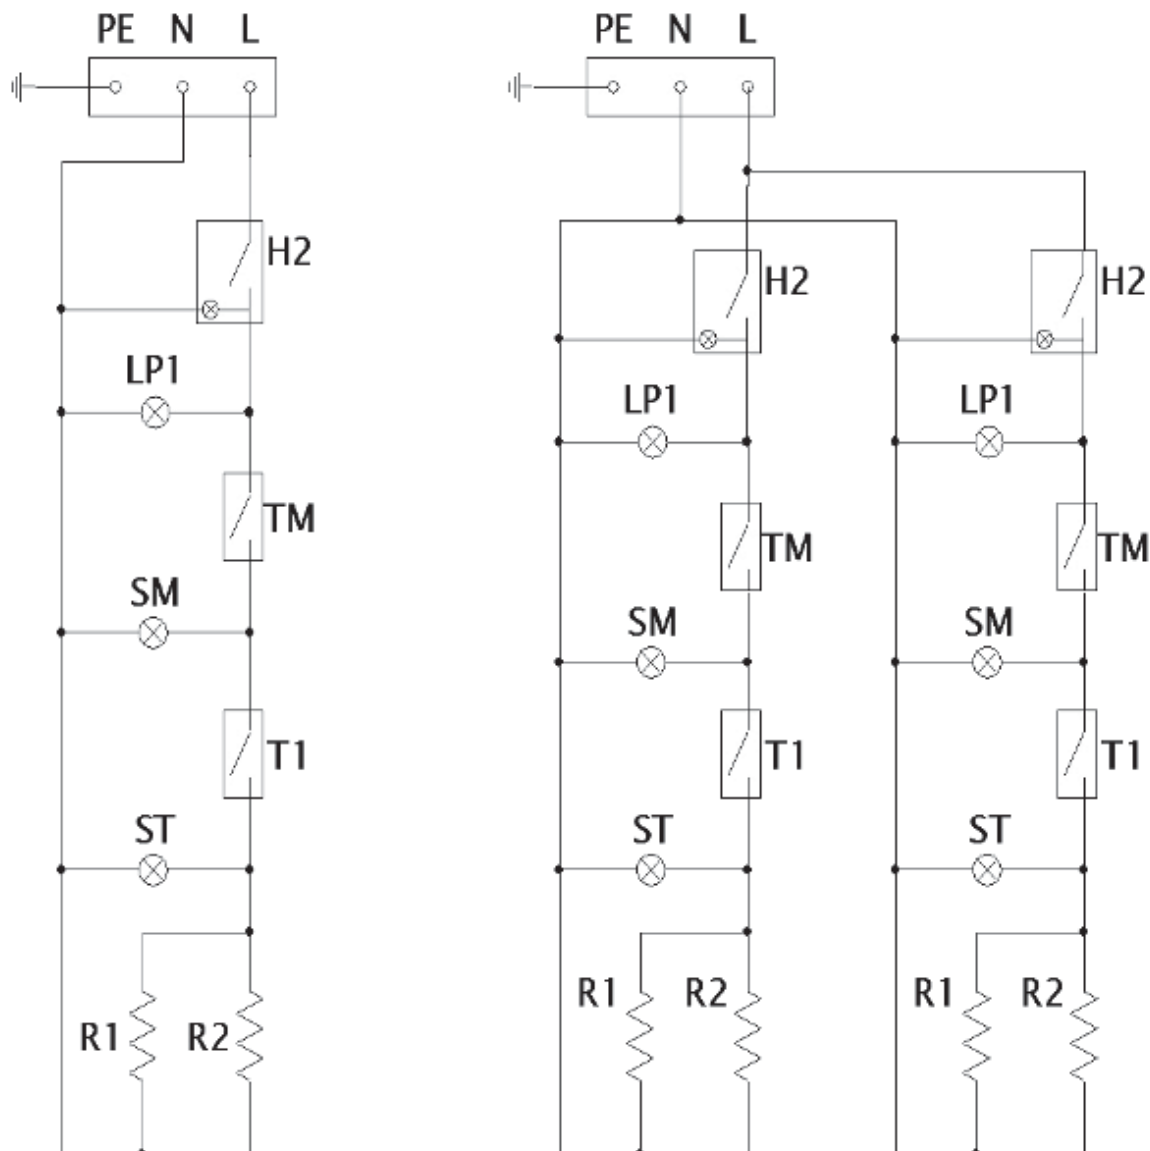 PE N L PE N L
H2 H2 H2
LP1 LP1 LP1
TM TM TM
SM SM SM
T1 T1 T1
ST ST ST
R1 R2 R1 R2 R1 R2